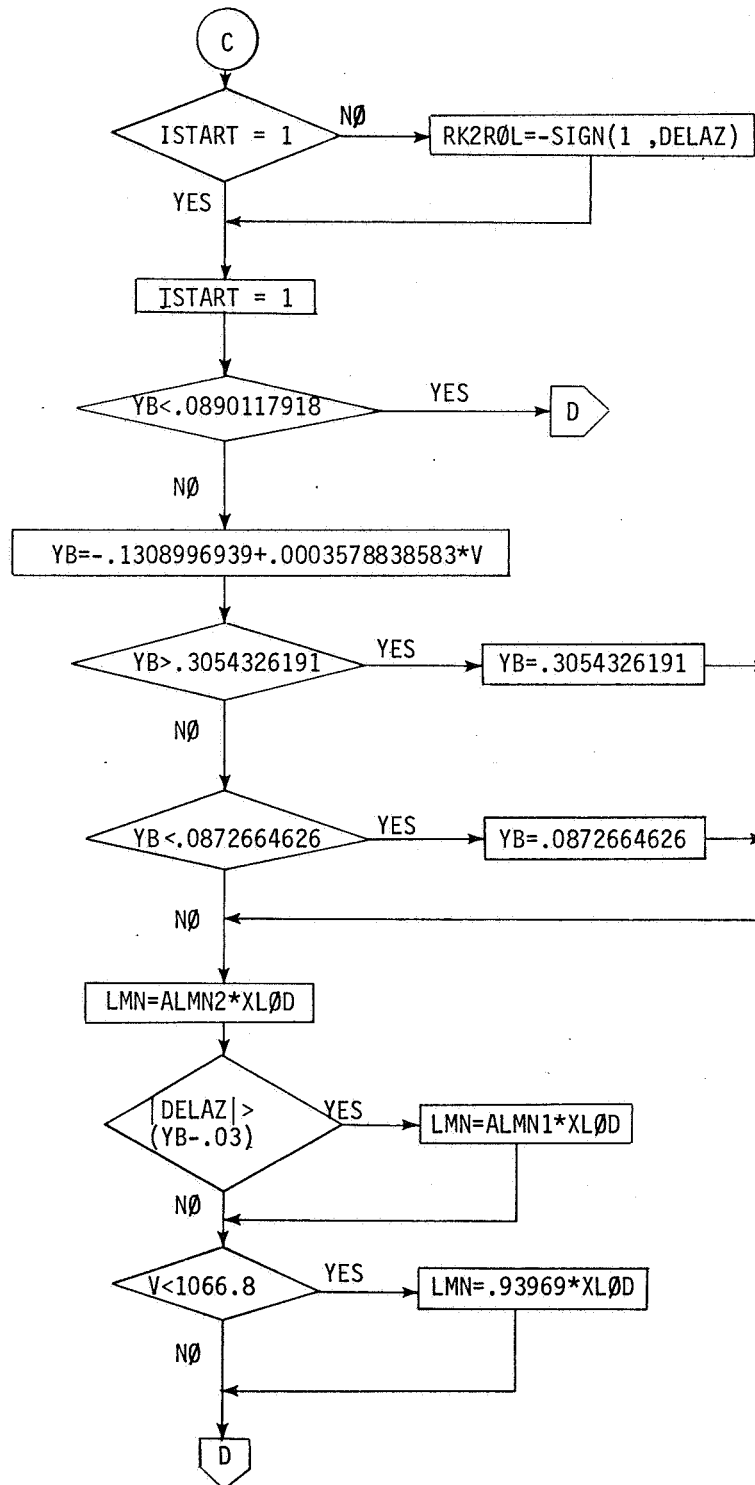 C
ISTART = 1
NØ
RK2RØL=-SIGN(1 ,DELAZ)
YES
ISTART = 1
YB<.0890117918
YES
D
NØ
YB=-.1308996939+.0003578838583*V
YB>.3054326191
YES
YB=.3054326191
NØ
YB<.0872664626
YES
YB=.0872664626
NØ
LMN=ALMN2*XLØD
|DELAZ|>
(YB-.03)
YES
LMN=ALMN1*XLØD
NØ
V<1066.8
YES
LMN=.93969*XLØD
NØ
D